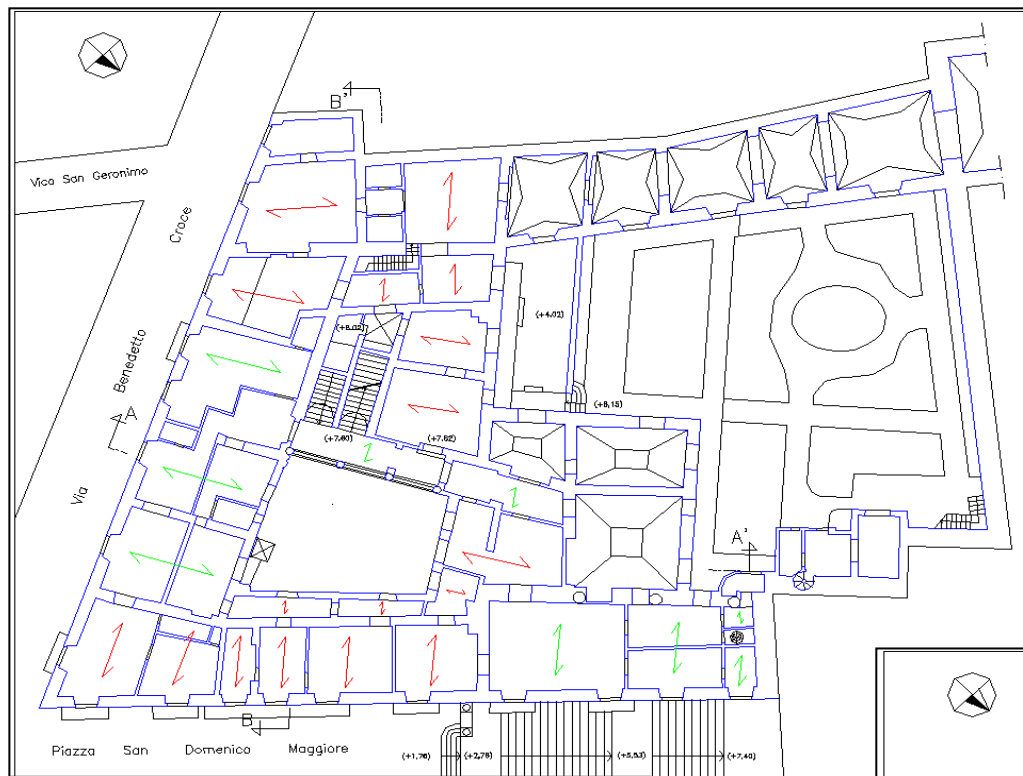 B'
Vico San Geronimo
Croce
(+4.02)
(+8.02)
Benedetto
A
(+8,15)
(+7.60)
(+7.62)
Via
A'
B
Piazza San Domenico Maggiore
(+1,76) (+2,78) (+5,53) (+7,40)